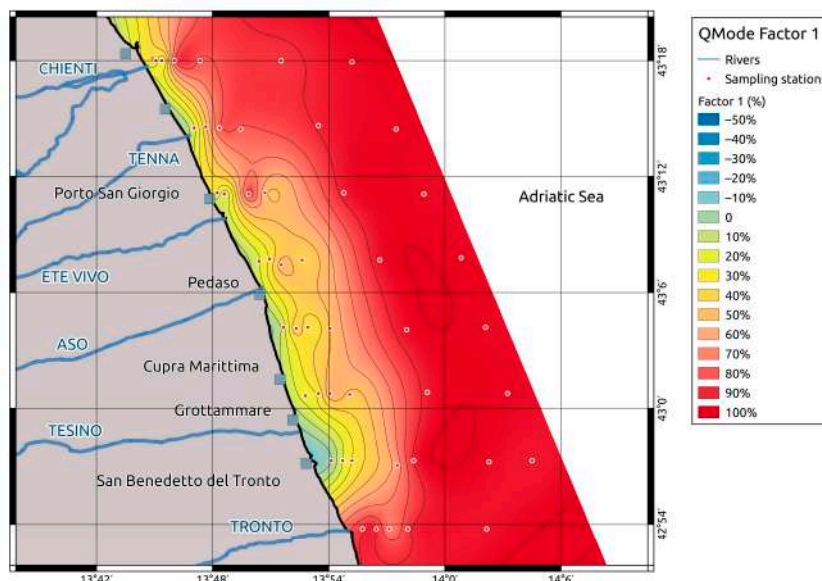 QMode Factor 1
Rivers
Sampling station
Factor 1 (%)
−50%
−40%
−30%
−20%
−10%
0
10%
20%
30%
40%
50%
60%
70%
80%
90%
100%
CHIENTI
TENNA
Porto San Giorgio
Adriatic Sea
ETE VIVO
Pedaso
ASO
Cupra Marittima
Grottammare
TESINO
San Benedetto del Tronto
TRONTO
43°18'
43°12'
43°6'
43°0'
42°54'
13°42'
13°48'
13°54'
14°0'
14°6'